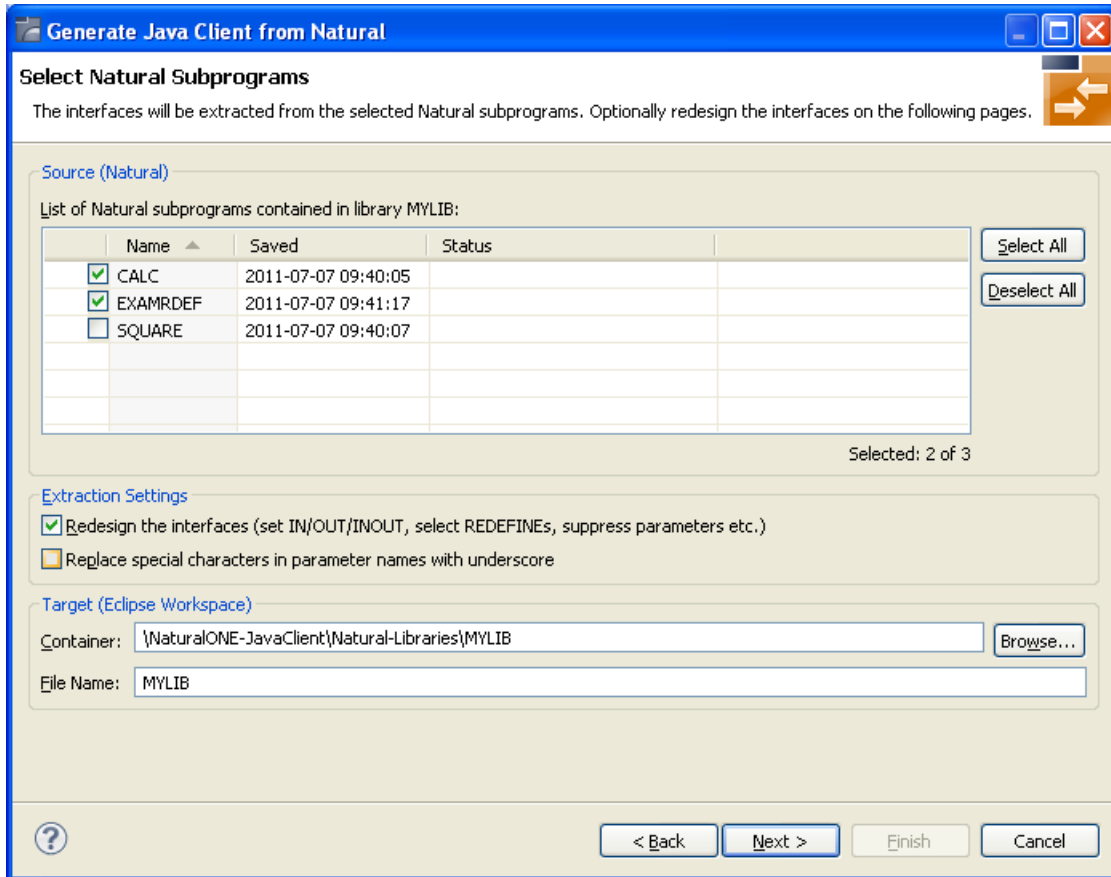 Generate Java Client from Natural
Select Natural Subprograms
The interfaces will be extracted from the selected Natural subprograms. Optionally redesign the interfaces on the following pages.
Source (Natural)
List of Natural subprograms contained in library MYLIB:
Name Saved Status
CALC 2011-07-07 09:40:05
EXAMRDEF 2011-07-07 09:41:17
SQUARE 2011-07-07 09:40:07
Select All
Deselect All
Selected: 2 of 3
Extraction Settings
Redesign the interfaces (set IN/OUT/INOUT, select REDEFINEs, suppress parameters etc.)
Replace special characters in parameter names with underscore
Target (Eclipse Workspace)
Container: \NaturalONE-JavaClient\Natural-Libraries\MYLIB Browse...
File Name: MYLIB
? < Back Next > Finish Cancel